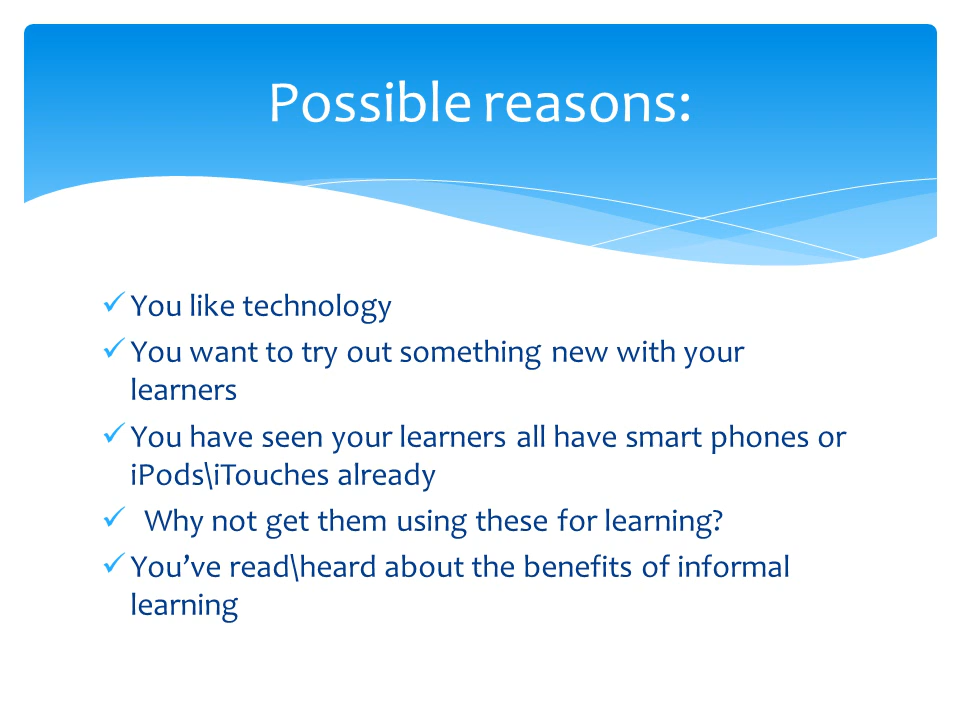 Possible reasons:
✓ You like technology
✓ You want to try out something new with your
learners
✓ You have seen your learners all have smart phones or
iPods\iTouches already
✓ Why not get them using these for learning?
✓ You’ve read\heard about the benefits of informal
learning